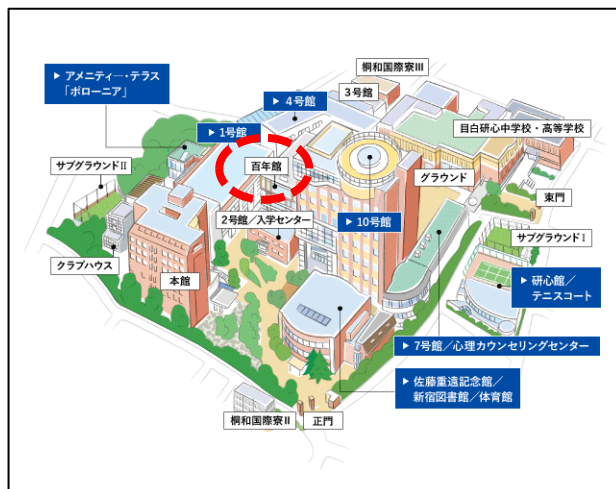 桐和国際寮Ⅲ
▶ アメニティ―・テラス
「ポローニア」
3号館
▶ 4号館
▶ 1号館
目白研心中学校・高等学校
サブグラウンドⅡ
百年館
グラウンド
東門
2号館／入学センター
▶ 10号館
サブグラウンドⅠ
クラブハウス
本館
▶ 研心館／
テニスコート
▶ 7号館／心理カウンセリングセンター
▶ 佐藤重遠記念館／
新宿図書館／体育館
桐和国際寮Ⅱ
正門